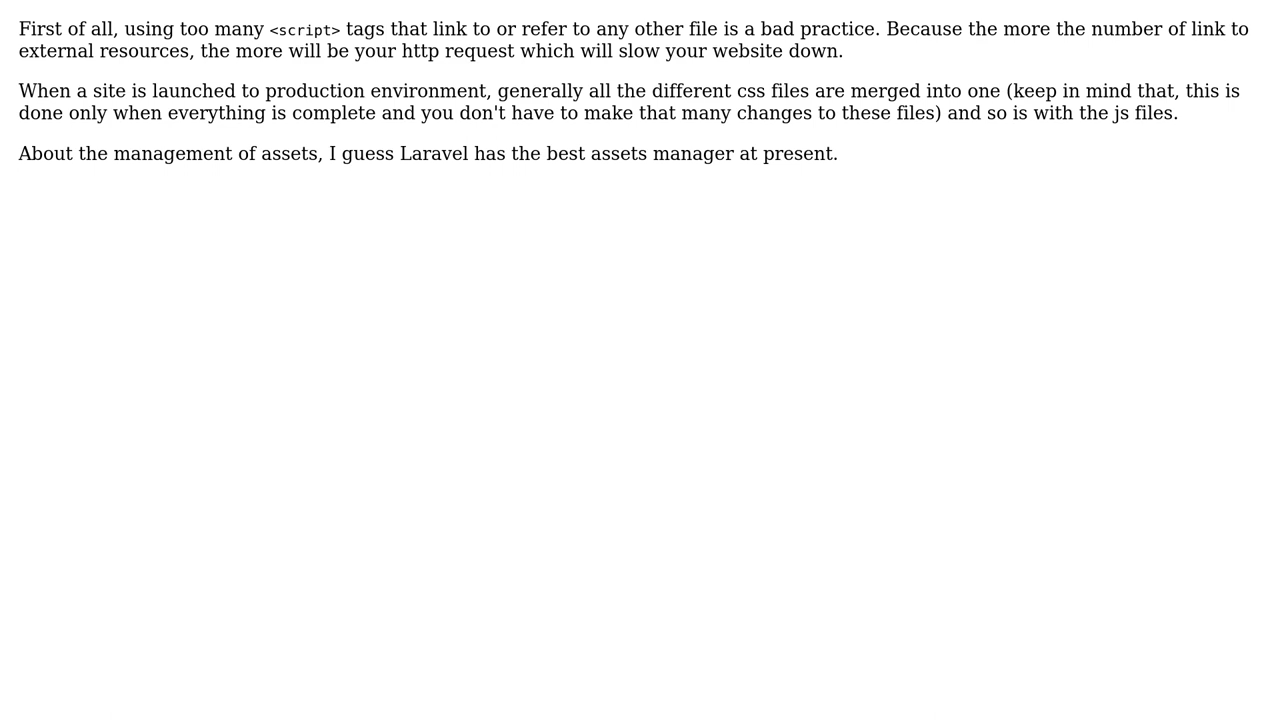 First of all, using too many <script> tags that link to or refer to any other file is a bad practice. Because the more the number of link to
external resources, the more will be your http request which will slow your website down.
When a site is launched to production environment, generally all the different css files are merged into one (keep in mind that, this is
done only when everything is complete and you don't have to make that many changes to these files) and so is with the js files.
About the management of assets, I guess Laravel has the best assets manager at present.